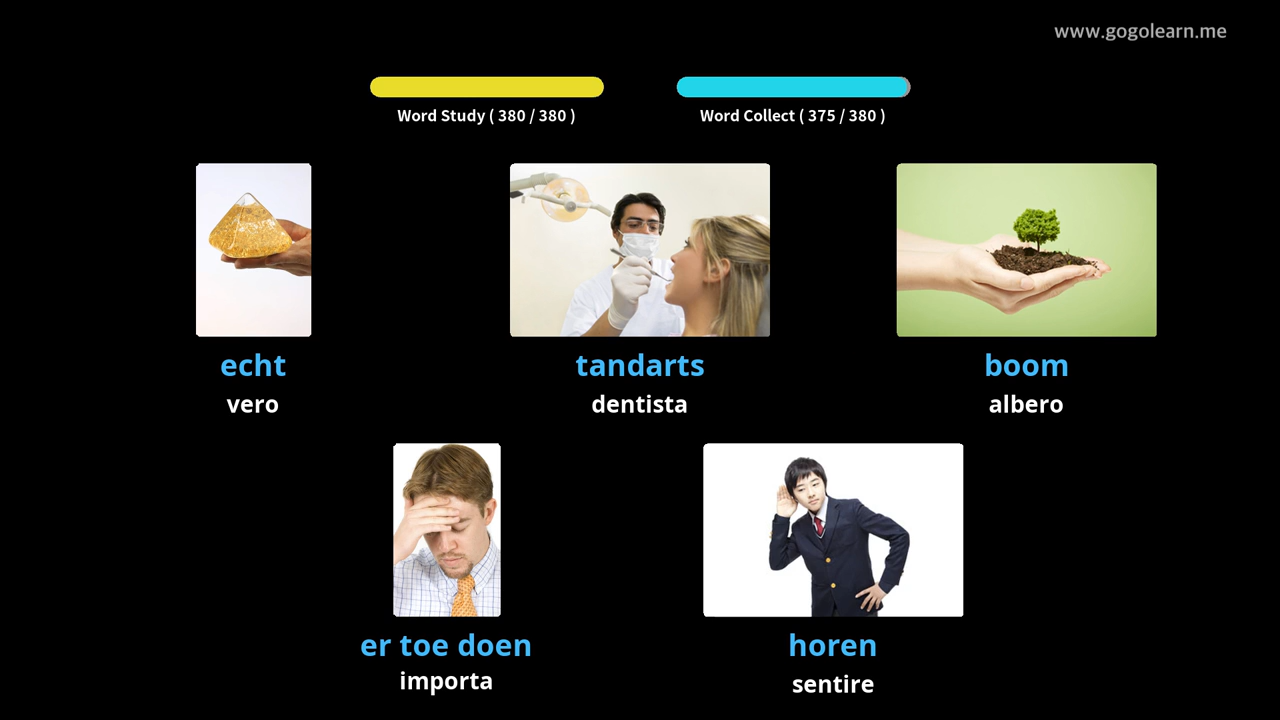 www.gogolearn.me
Word Study ( 380 / 380 )
Word Collect ( 375 / 380 )
echt
vero
tandarts
dentista
boom
albero
er toe doen
importa
horen
sentire